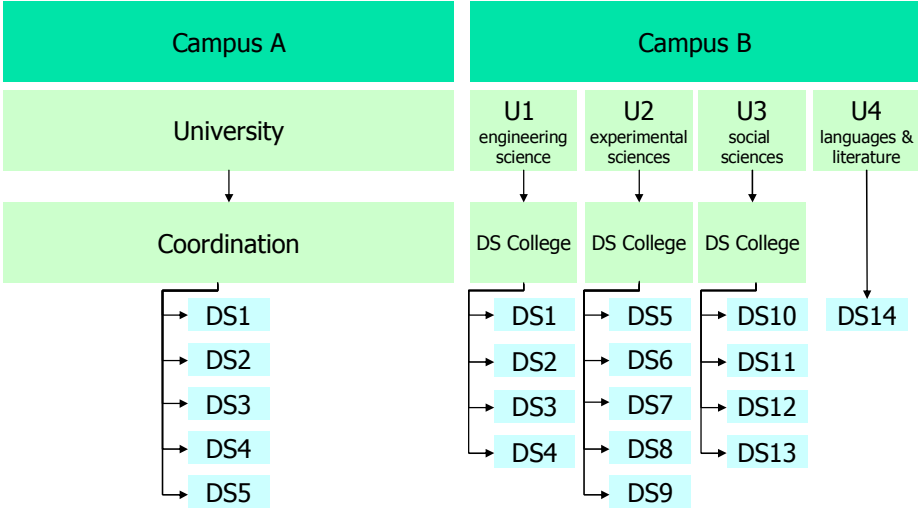 Campus A
Campus B
University
U1
engineering
science
U2
experimental
sciences
U3
social
sciences
U4
languages &
literature
Coordination
DS College
DS College
DS College
DS1
DS2
DS3
DS4
DS5
DS1
DS2
DS3
DS4
DS5
DS6
DS7
DS8
DS9
DS10
DS11
DS12
DS13
DS14